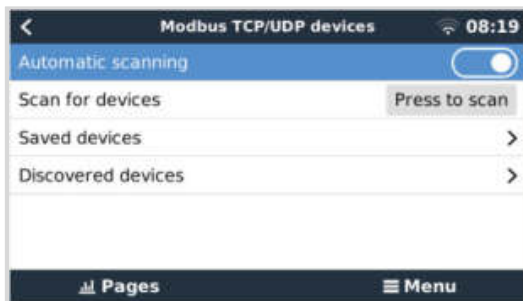 Modbus TCP/UDP devices 08:19
Automatic scanning
Scan for devices Press to scan
Saved devices
Discovered devices
Pages Menu